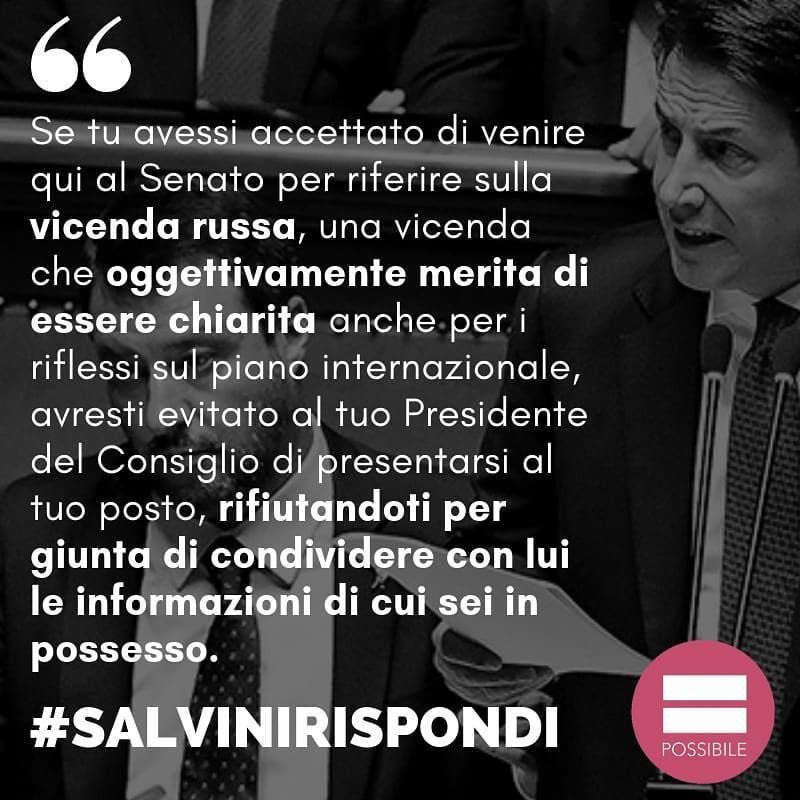 Se tu avessi accettato di venire
qui al Senato per riferire sulla
vicenda russa, una vicenda
che oggettivamente merita di
essere chiarita anche per i
riflessi sul piano internazionale,
avresti evitato al tuo Presidente
del Consiglio di presentarsi al
tuo posto, rifiutandoti per
giunta di condividere con lui
le informazioni di cui sei in
possesso.
#SALVINIRISPONDI
POSSIBILE